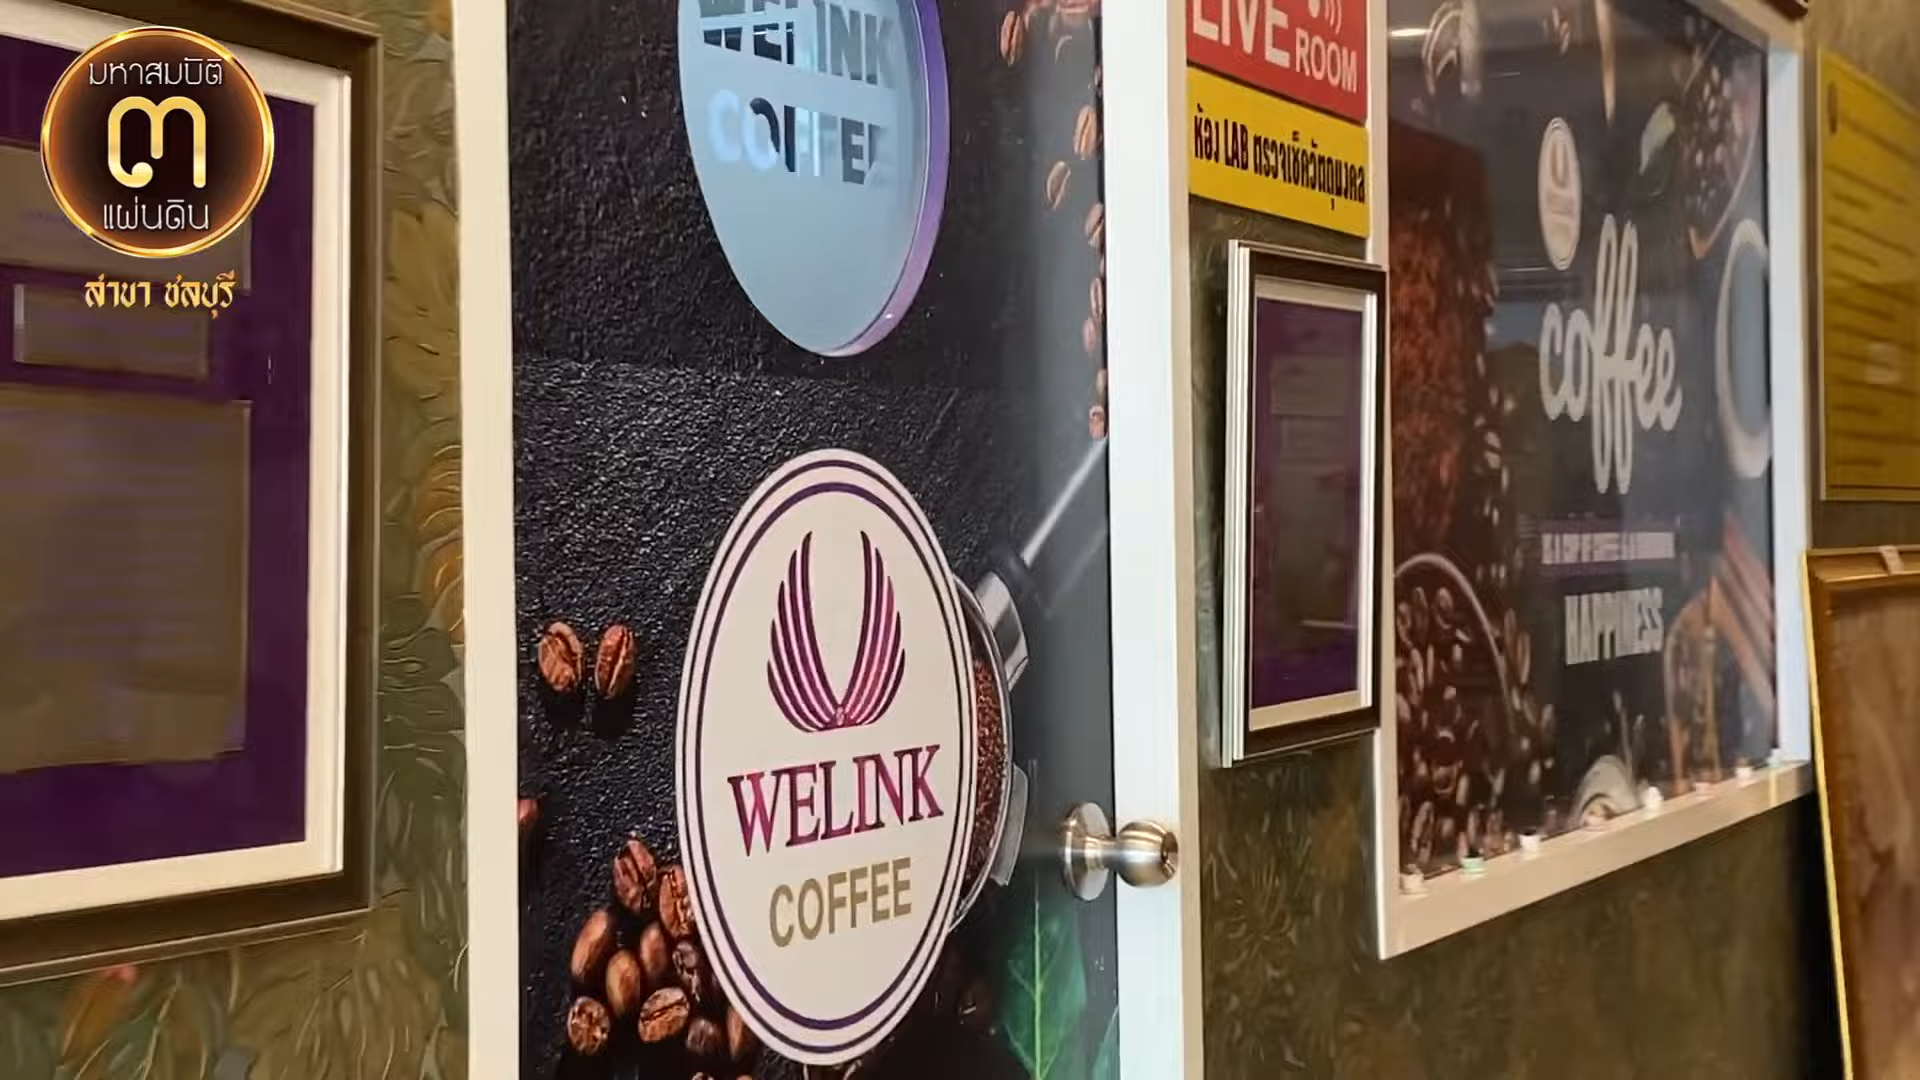 มหาสมบัติ
๓
แผ่นดิน
สาขา ชลบุรี
WELINK
COFFEE
WELINK
COFFEE
LIVE
ROOM
ห้อง LAB ตรวจเช็ควัตถุมงคล
coffee
HAPPINESS